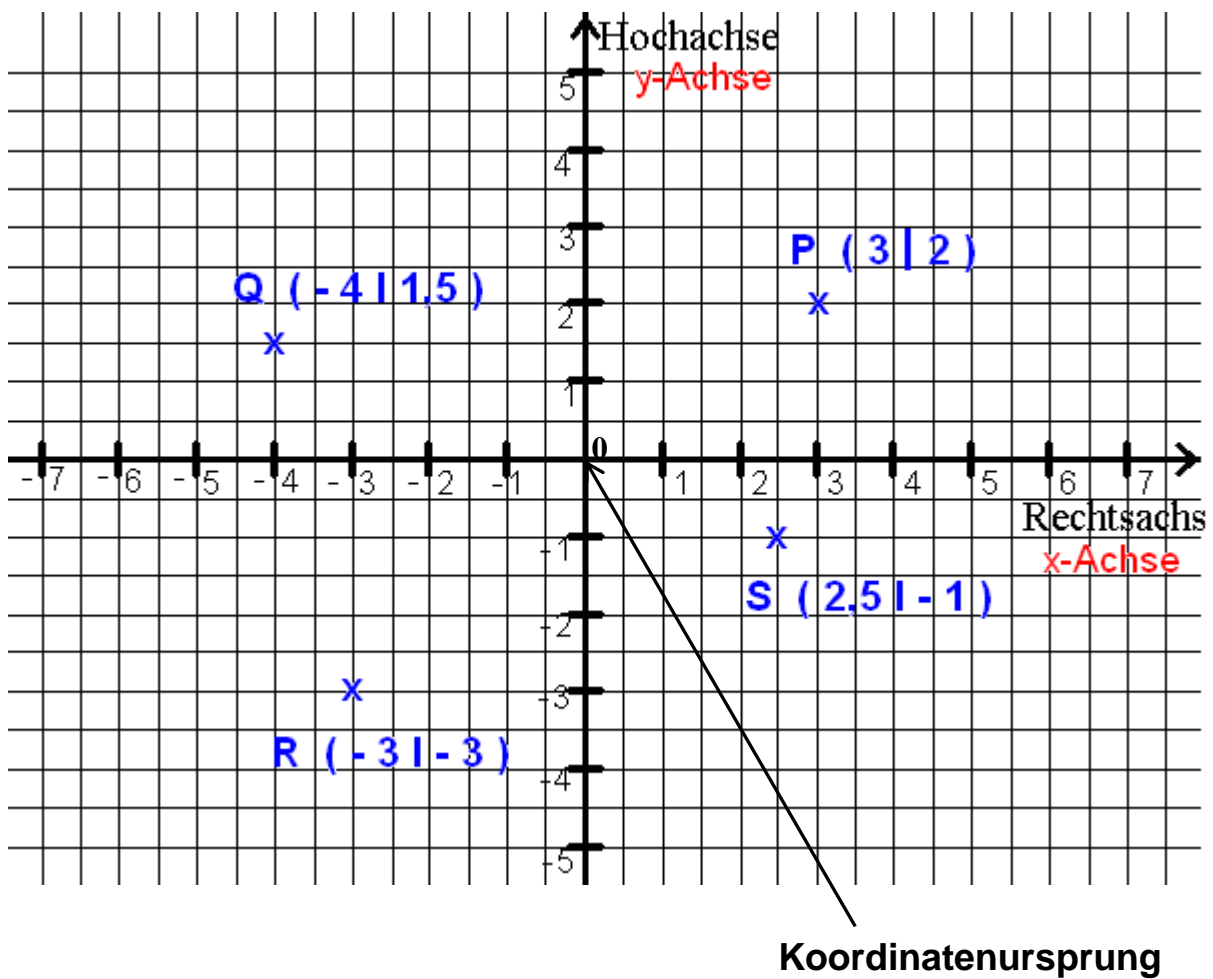 Hochachse
y-Achse
5
4
3
P ( 3 | 2 )
Q ( - 4 I 1,5 )
2
1
0
-7 -6 -5 -4 -3 -2 -1 1 2 3 4 5 6 7
Rechtsachs
x-Achse
-1
S ( 2,5 I - 1 )
-2
-3
R ( - 3 I - 3 )
-4
-5
Koordinatenursprung